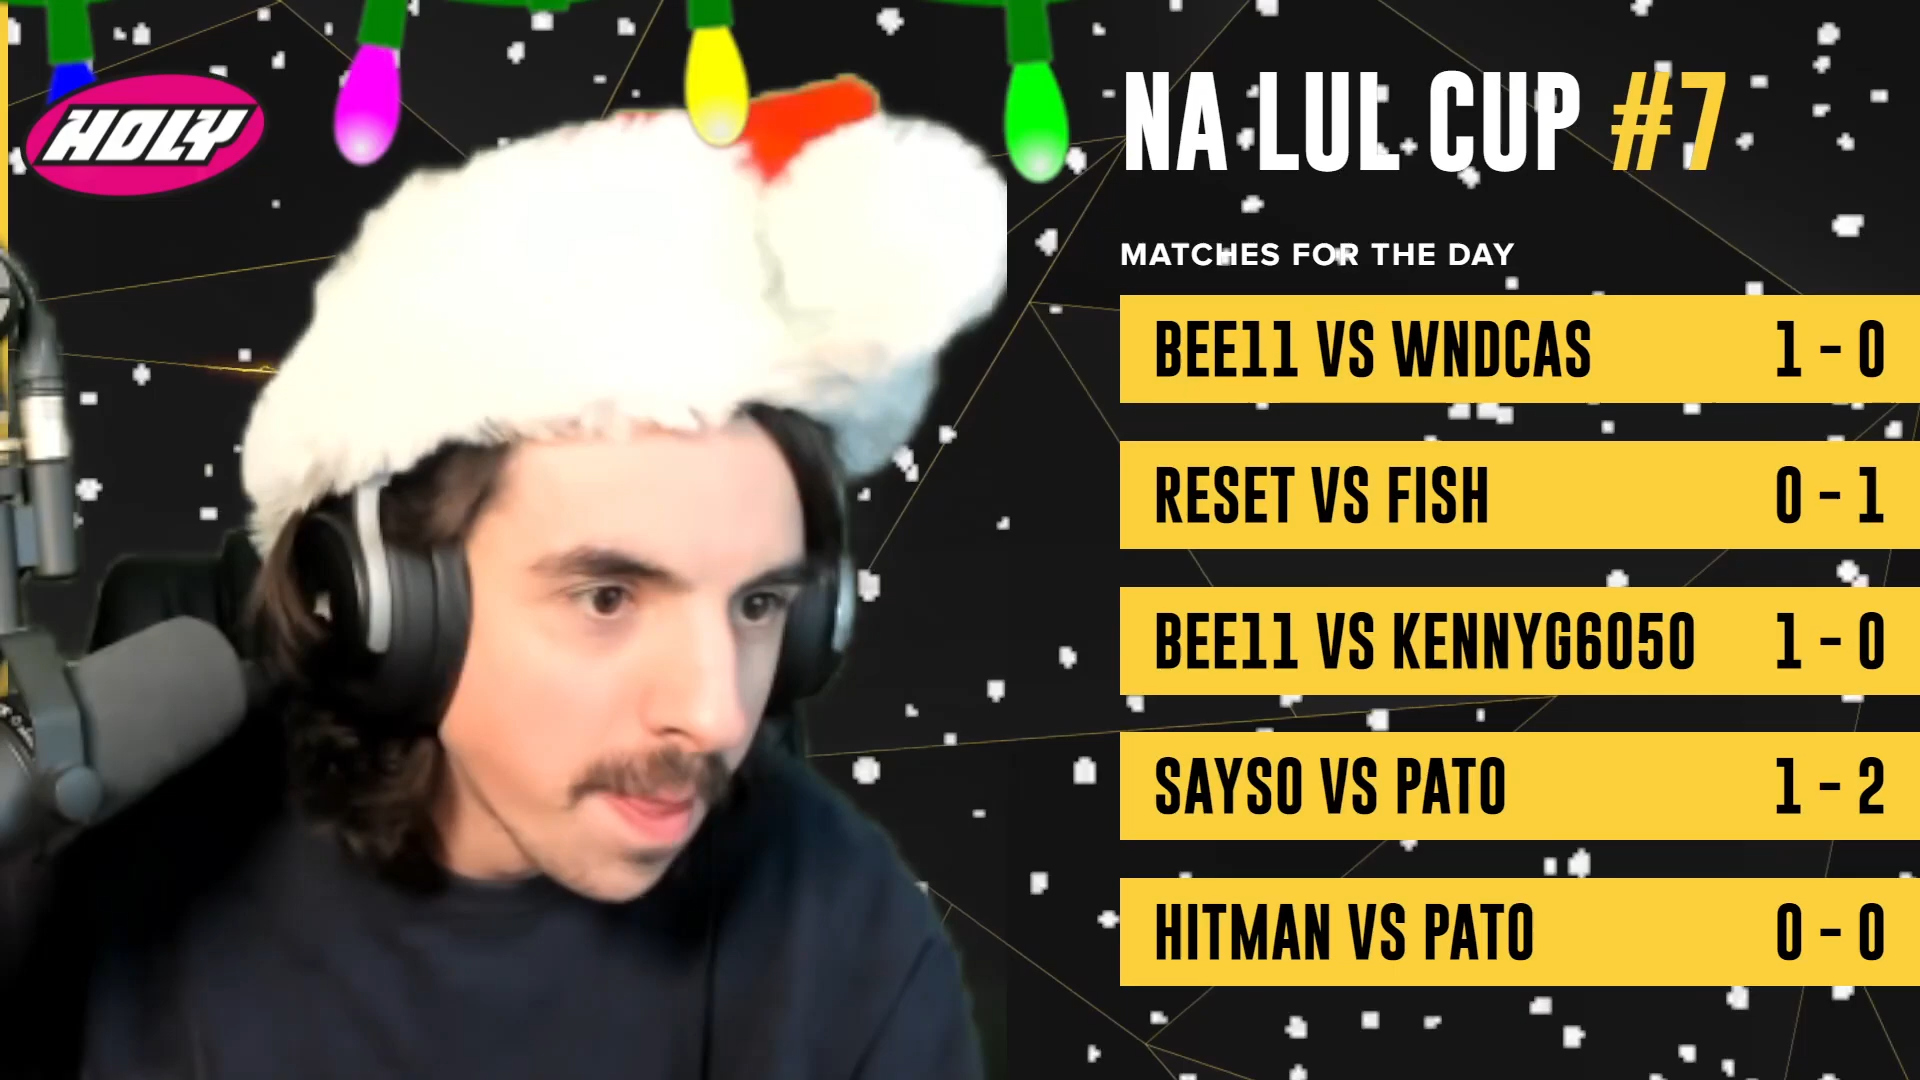 HOLY
NA LUL CUP #7
MATCHES FOR THE DAY
BEE11 VS WNDCAS 1 - 0
RESET VS FISH 0 - 1
BEE11 VS KENNYG6050 1 - 0
SAYSO VS PATO 1 - 2
HITMAN VS PATO 0 - 0